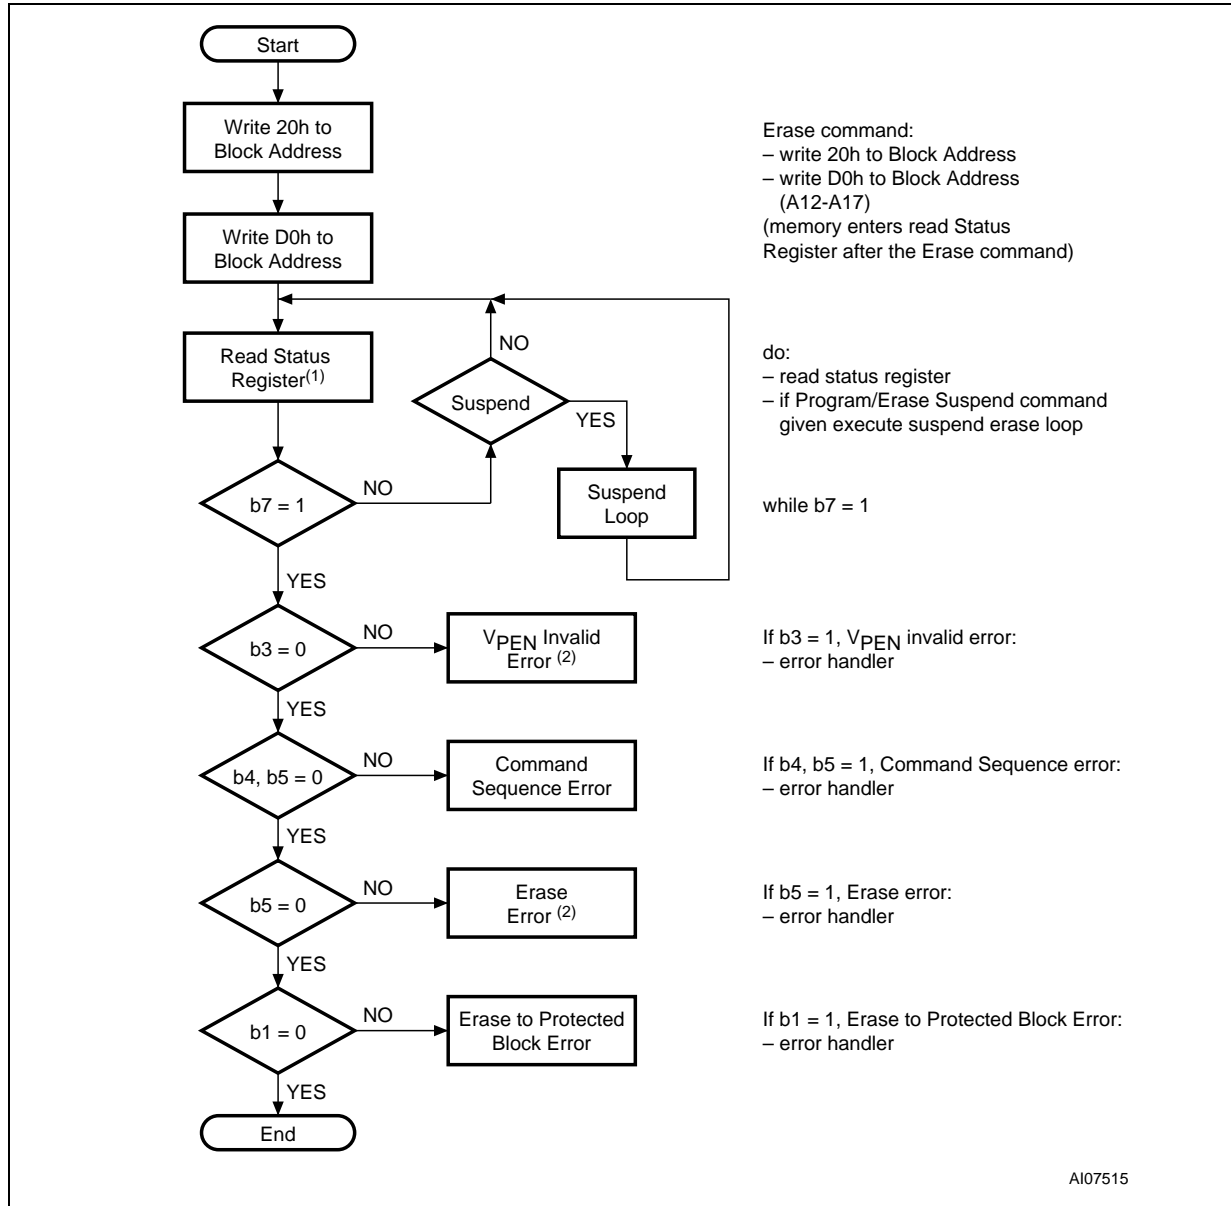 Start
Write 20h to
Block Address
Erase command:
– write 20h to Block Address
– write D0h to Block Address
(A12-A17)
(memory enters read Status
Register after the Erase command)
Write D0h to
Block Address
Read Status
Register(1)
NO
Suspend
YES
do:
– read status register
– if Program/Erase Suspend command
given execute suspend erase loop
b7 = 1
NO
Suspend
Loop
while b7 = 1
YES
b3 = 0
NO
VPEN Invalid
Error (2)
If b3 = 1, VPEN invalid error:
– error handler
YES
b4, b5 = 0
NO
Command
Sequence Error
If b4, b5 = 1, Command Sequence error:
– error handler
YES
b5 = 0
NO
Erase
Error (2)
If b5 = 1, Erase error:
– error handler
YES
b1 = 0
NO
Erase to Protected
Block Error
If b1 = 1, Erase to Protected Block Error:
– error handler
YES
End
AI07515